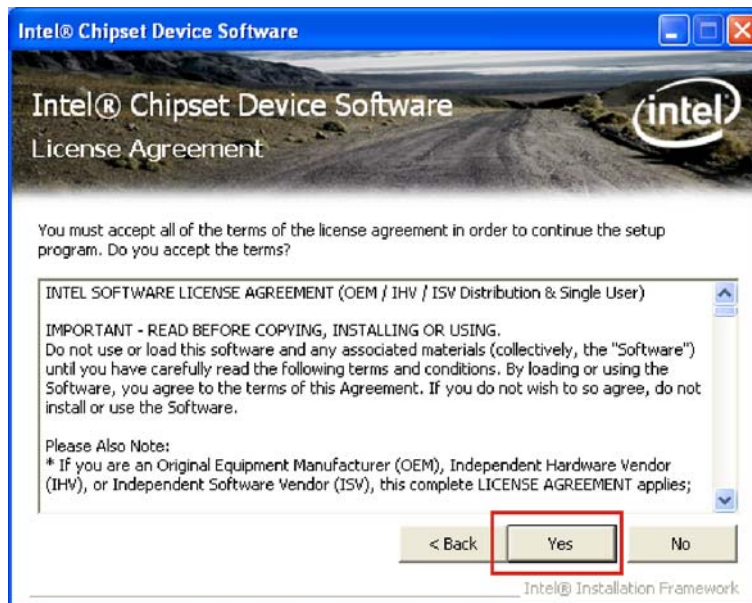 Intel® Chipset Device Software
Intel® Chipset Device Software
intel
License Agreement
You must accept all of the terms of the license agreement in order to continue the setup
program. Do you accept the terms?
INTEL SOFTWARE LICENSE AGREEMENT (OEM / IHV / ISV Distribution & Single User)
IMPORTANT - READ BEFORE COPYING, INSTALLING OR USING.
Do not use or load this software and any associated materials (collectively, the "Software")
until you have carefully read the following terms and conditions. By loading or using the
Software, you agree to the terms of this Agreement. If you do not wish to so agree, do not
install or use the Software.
Please Also Note:
* If you are an Original Equipment Manufacturer (OEM), Independent Hardware Vendor
(IHV), or Independent Software Vendor (ISV), this complete LICENSE AGREEMENT applies;
< Back Yes No
Intel® Installation Framework